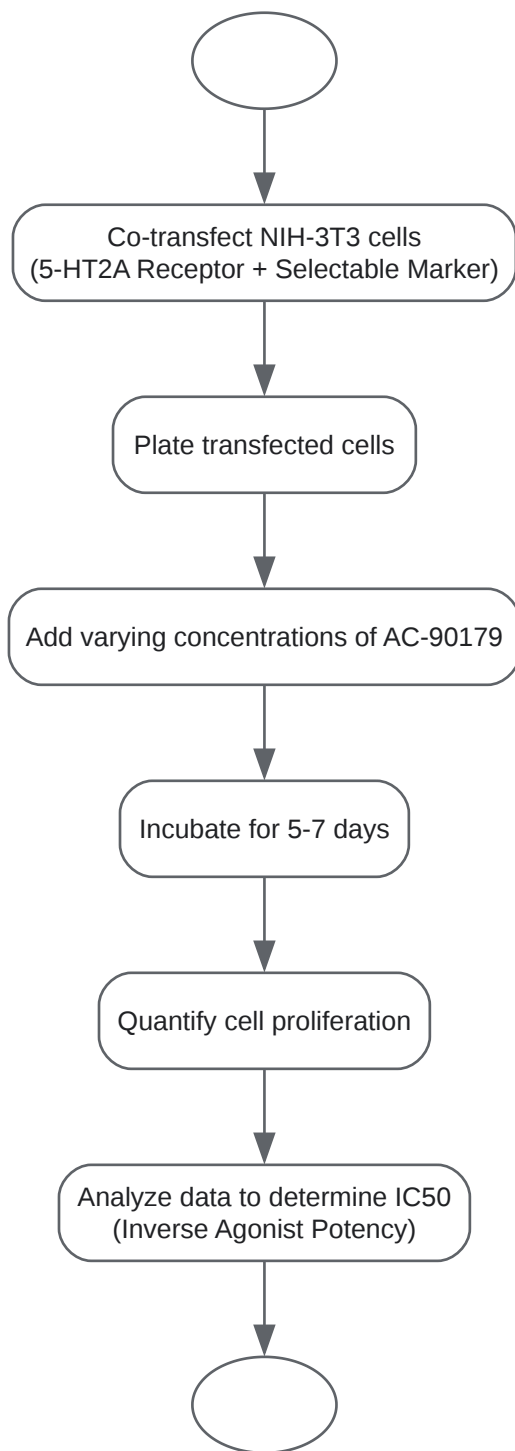 Co-transfect NIH-3T3 cells
(5-HT2A Receptor + Selectable Marker)
Plate transfected cells
Add varying concentrations of AC-90179
Incubate for 5-7 days
Quantify cell proliferation
Analyze data to determine IC50
(Inverse Agonist Potency)